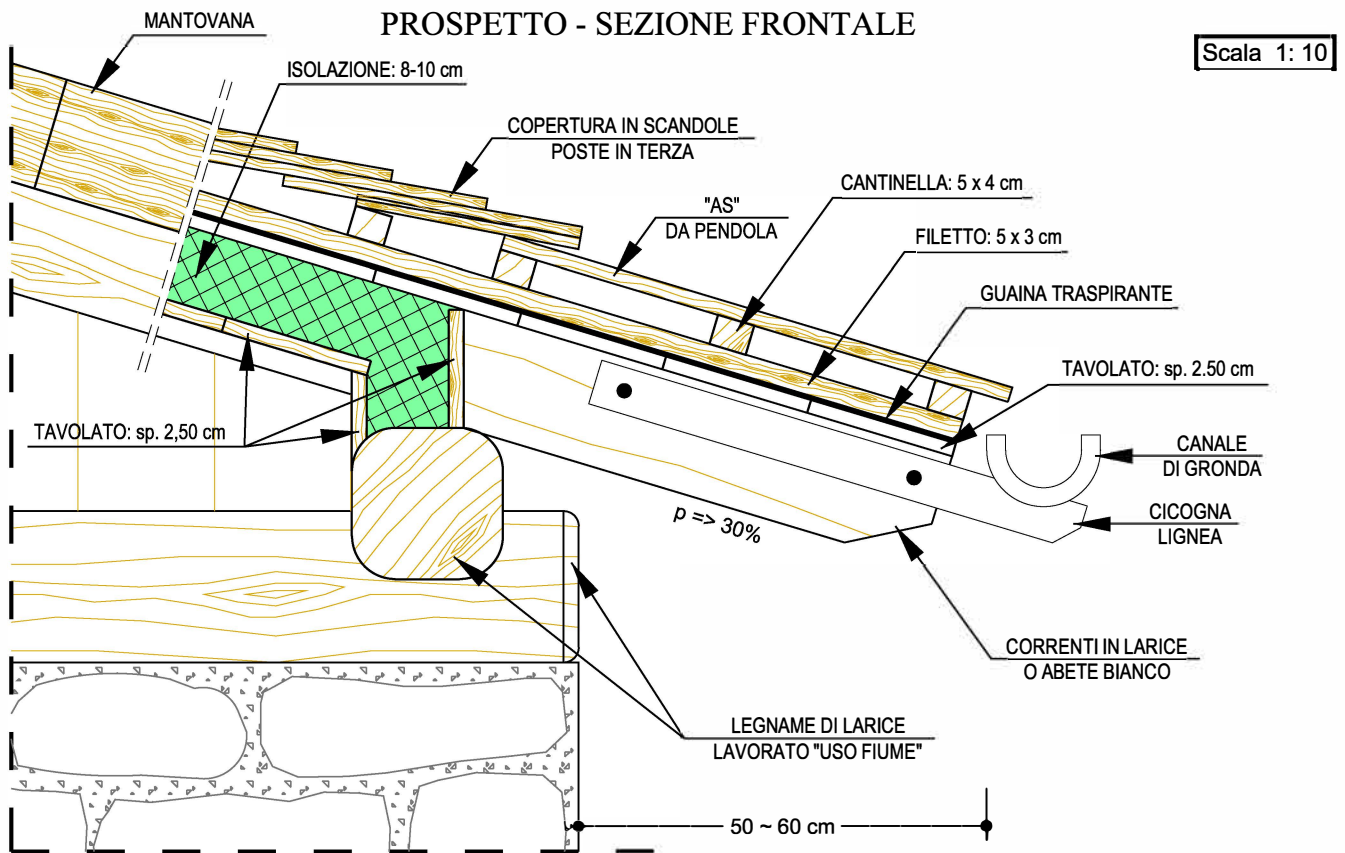 PROSPETTO - SEZIONE FRONTALE
Scala 1: 10
MANTOVANA
ISOLAZIONE: 8-10 cm
COPERTURA IN SCANDOLE
POSTE IN TERZA
"AS"
DA PENDOLA
CANTINELLA: 5 x 4 cm
FILETTO: 5 x 3 cm
GUAINA TRASPIRANTE
TAVOLATO: sp. 2.50 cm
TAVOLATO: sp. 2,50 cm
CANALE
DI GRONDA
CICOGNA
LIGNEA
p => 30%
CORRENTI IN LARICE
O ABETE BIANCO
LEGNAME DI LARICE
LAVORATO "USO FIUME"
50 ~ 60 cm